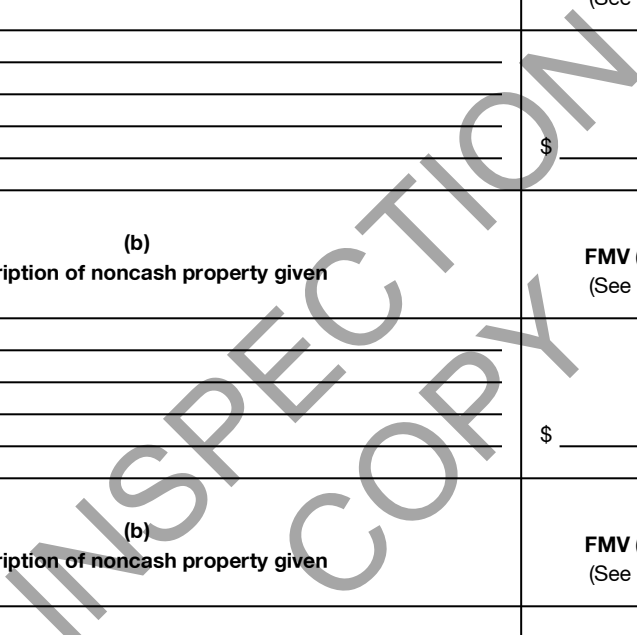 (See
$
(b)
ription of noncash property given
FMV (
(See
$
(b)
ription of noncash property given
FMV (
(See
INSPECTION
COPY